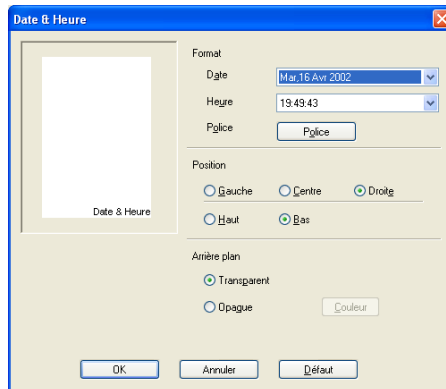 Date & Heure
Format
Date Mar,16 Avr 2002
Heure 19:49:43
Police Police
Position
Gauche Centre Droite
Haut Bas
Date & Heure
Arrière plan
Transparent
Opaque Couleur
OK Annuler Défaut